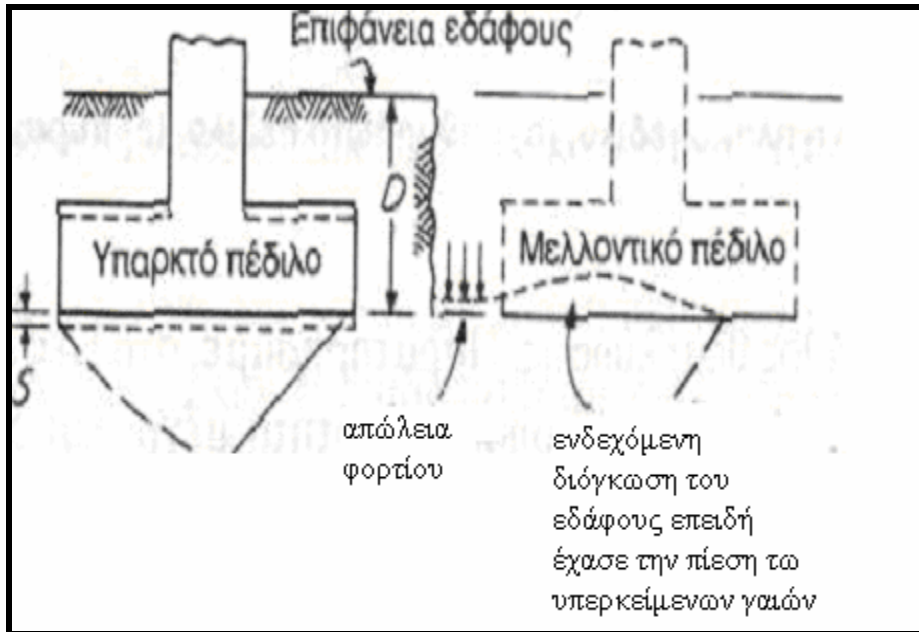 Επιφάνεια εδάφους
D
Υπαρκτό πέδιλο
Μελλοντικό πέδιλο
S
απώλεια
φορτίου
ενδεχόμενη
διόγκωση του
εδάφους επειδή
έχασε την πίεση τω
υπερκείμενων γαιών